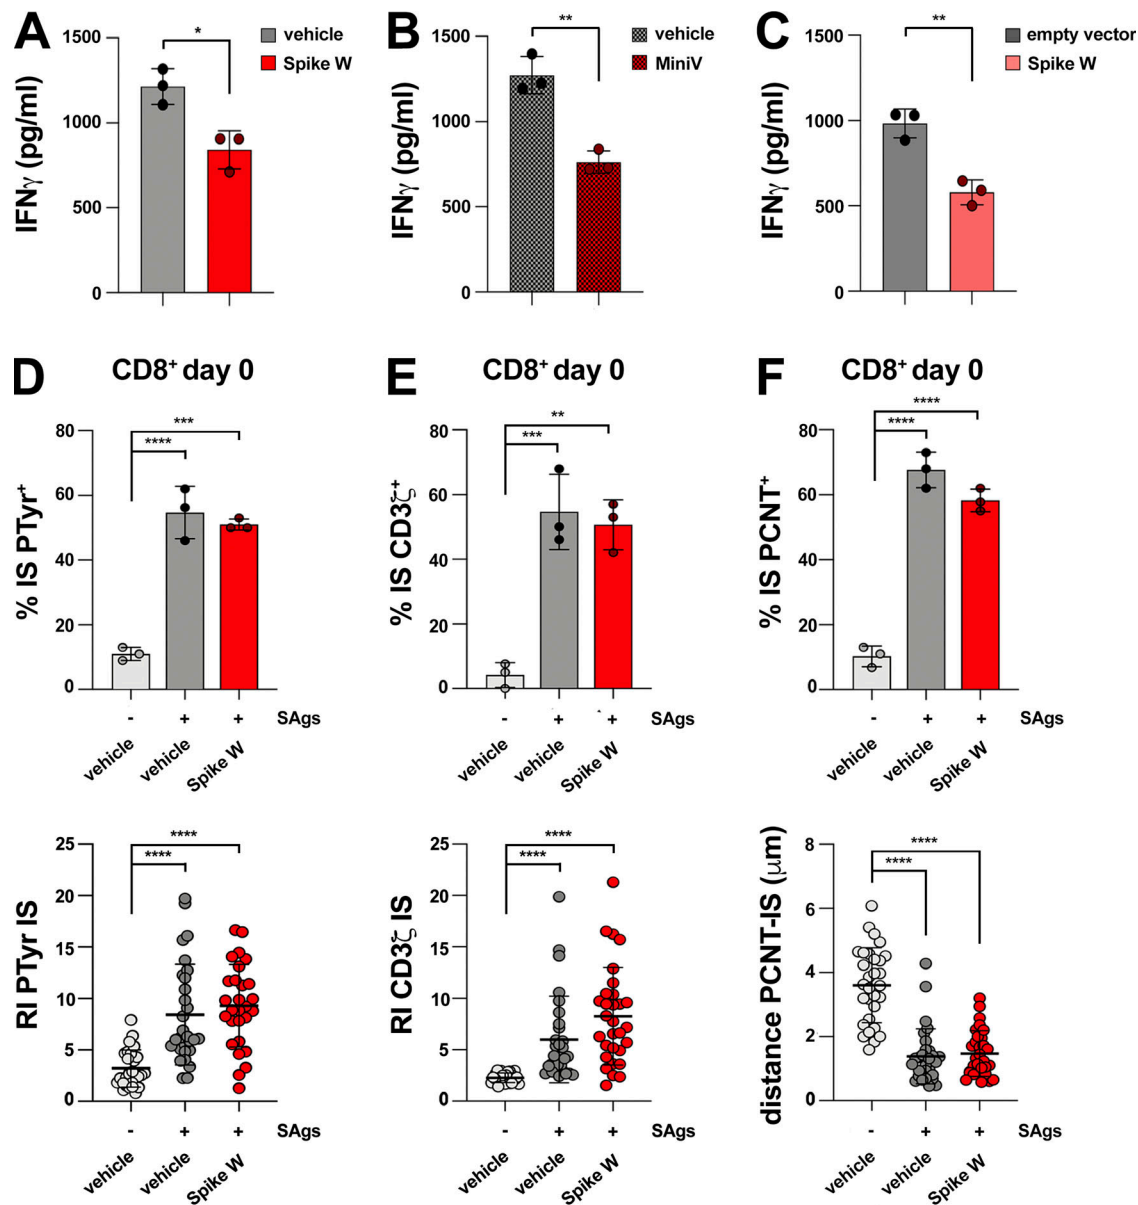 A
IFNγ (pg/ml)
1500
1000
500
0
*
vehicle
Spike W
B
IFNγ (pg/ml)
1500
1000
500
0
**
vehicle
MiniV
C
IFNγ (pg/ml)
1500
1000
500
0
**
empty vector
Spike W
D
CD8⁺ day 0
% IS PTyr⁺
80
60
40
20
0
***
****
- + + SAgs
vehicle
vehicle
Spike W
E
CD8⁺ day 0
% IS CD3ζ⁺
80
60
40
20
0
**
***
- + + SAgs
vehicle
vehicle
Spike W
F
CD8⁺ day 0
% IS PCNT⁺
80
60
40
20
0
****
****
- + + SAgs
vehicle
vehicle
Spike W
RI PTyr IS
25
20
15
10
5
0
****
****
- + + SAgs
vehicle
vehicle
Spike W
RI CD3ζ IS
25
20
15
10
5
0
****
****
- + + SAgs
vehicle
vehicle
Spike W
distance PCNT-IS (μm)
8
6
4
2
0
****
****
- + + SAgs
vehicle
vehicle
Spike W